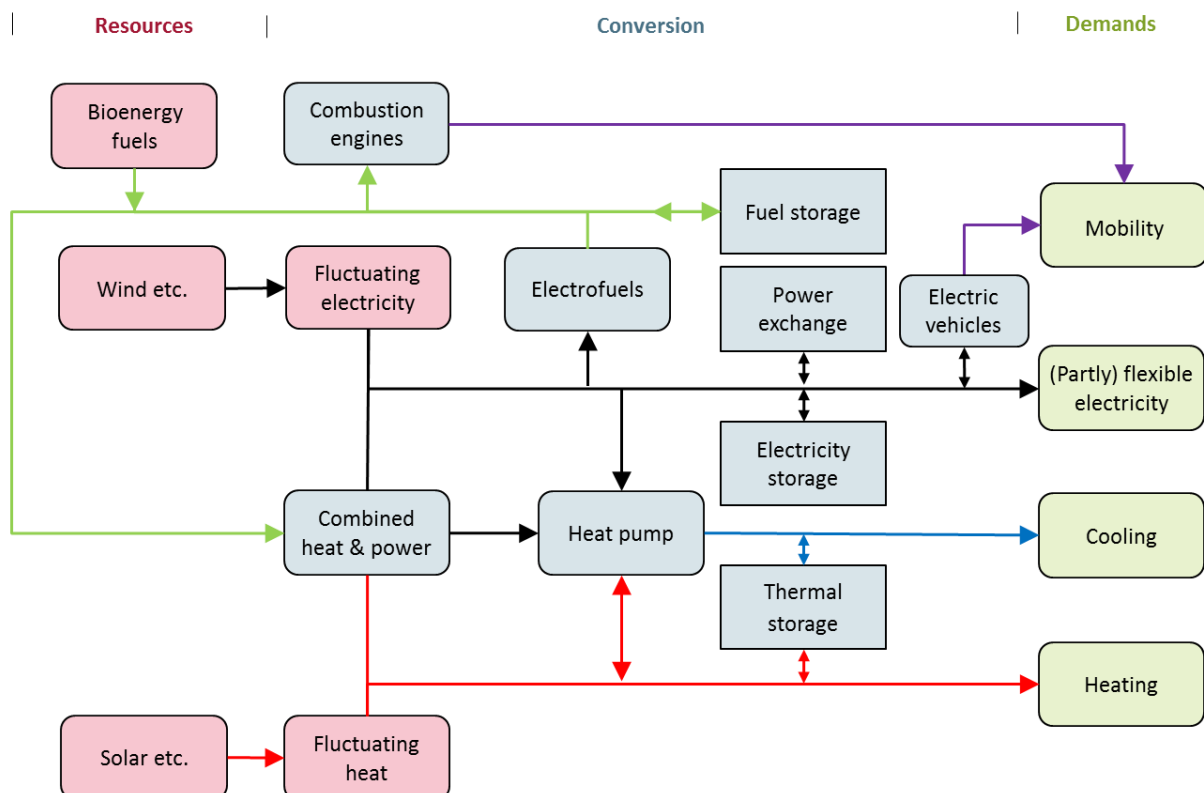 Resources
Conversion
Demands
Bioenergy
fuels
Combustion
engines
Fuel storage
Mobility
Wind etc.
Fluctuating
electricity
Electrofuels
Power
exchange
Electric
vehicles
(Partly) flexible
electricity
Electricity
storage
Combined
heat & power
Heat pump
Cooling
Thermal
storage
Heating
Solar etc.
Fluctuating
heat